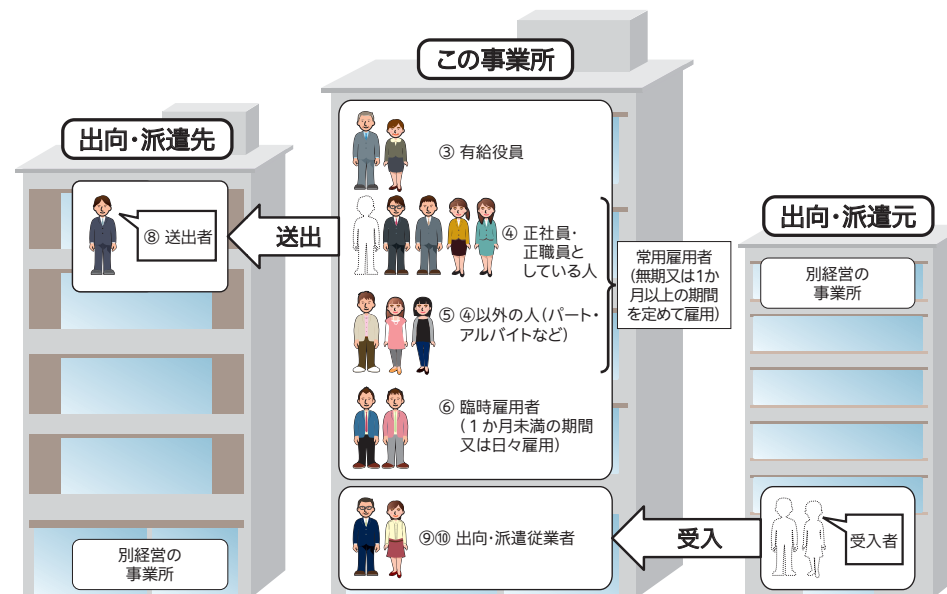 この事業所
出向・派遣先
⑧ 送出者
送出
別経営の
事業所
③ 有給役員
④ 正社員・
正職員と
している人
⑤ ④以外の人(パート・
アルバイトなど)
常用雇用者
(無期又は1か
月以上の期間
を定めて雇用)
⑥ 臨時雇用者
(1か月未満の期間
又は日々雇用)
⑨⑩ 出向・派遣従業者
出向・派遣元
別経営の
事業所
受入
受入者